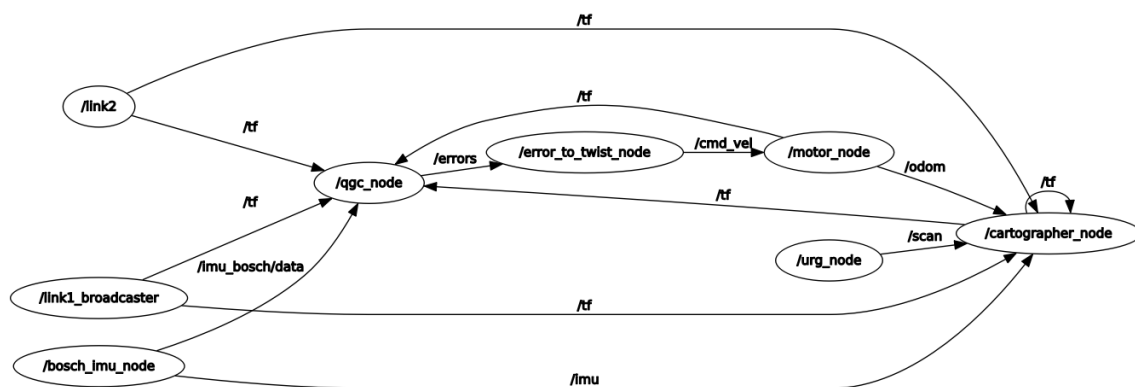 /tf
/link2
/tf
/tf
/errors
/error_to_twist_node
/cmd_vel
/motor_node
/qgc_node
/odom
/tf
/tf
/tf
/cartographer_node
/scan
/urg_node
/imu_bosch/data
/link1_broadcaster
/tf
/bosch_imu_node
/imu